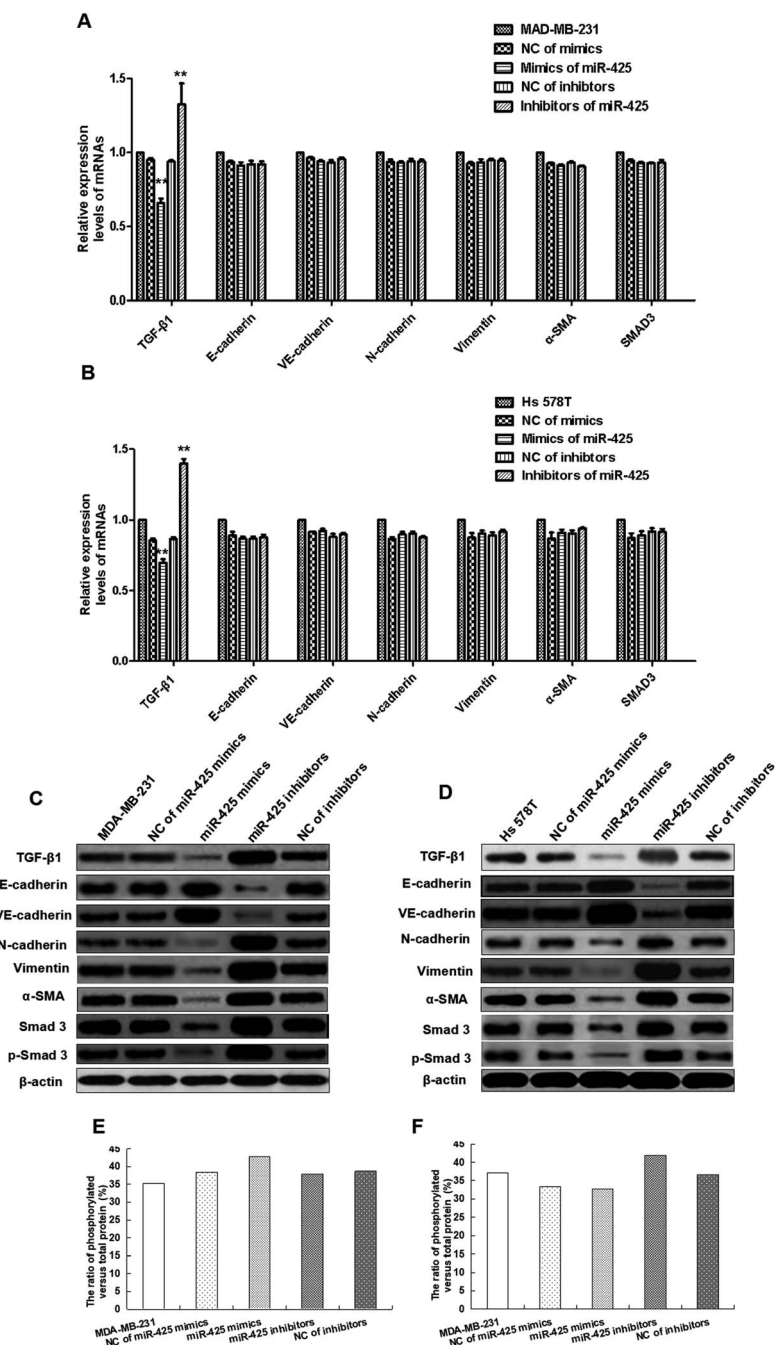 A
MAD-MB-231
NC of mimics
Mimics of miR-425
NC of inhibtors
Inhibitors of miR-425
Relative expression
levels of mRNAs
1.5
1.0
0.5
0.0
**
**
TGF-β1
E-cadherin
VE-cadherin
N-cadherin
Vimentin
α-SMA
SMAD3
B
Hs 578T
NC of mimics
Mimics of miR-425
NC of inhibtors
Inhibitors of miR-425
Relative expression
levels of mRNAs
1.5
1.0
0.5
0.0
**
**
TGF-β1
E-cadherin
VE-cadherin
N-cadherin
Vimentin
α-SMA
SMAD3
C
MDA-MB-231
NC of miR-425 mimics
miR-425 mimics
miR-425 inhibitors
NC of inhibitors
TGF-β1
E-cadherin
VE-cadherin
N-cadherin
Vimentin
α-SMA
Smad 3
p-Smad 3
β-actin
D
Hs 578T
NC of miR-425 mimics
miR-425 mimics
miR-425 inhibitors
NC of inhibitors
TGF-β1
E-cadherin
VE-cadherin
N-cadherin
Vimentin
α-SMA
Smad 3
p-Smad 3
β-actin
E
The ratio of phosphorylated
versus total protein (%)
45
40
35
30
25
20
15
10
5
0
MDA-MB-231
NC of miR-425 mimics
miR-425 mimics
miR-425 inhibitors
NC of inhibitors
F
The ratio of phosphorylated
versus total protein (%)
45
40
35
30
25
20
15
10
5
0
MDA-MB-231
NC of miR-425 mimics
miR-425 mimics
miR-425 inhibitors
NC of inhibitors